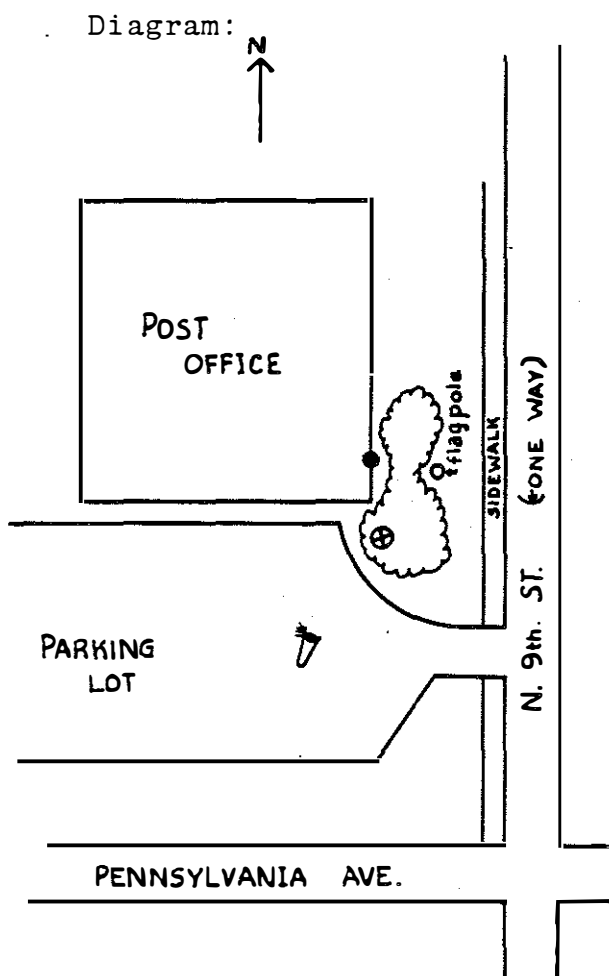 Diagram:
N
POST
OFFICE
flagpole
SIDEWALK
N. 9th. ST. (ONE WAY)
PARKING
LOT
PENNSYLVANIA AVE.